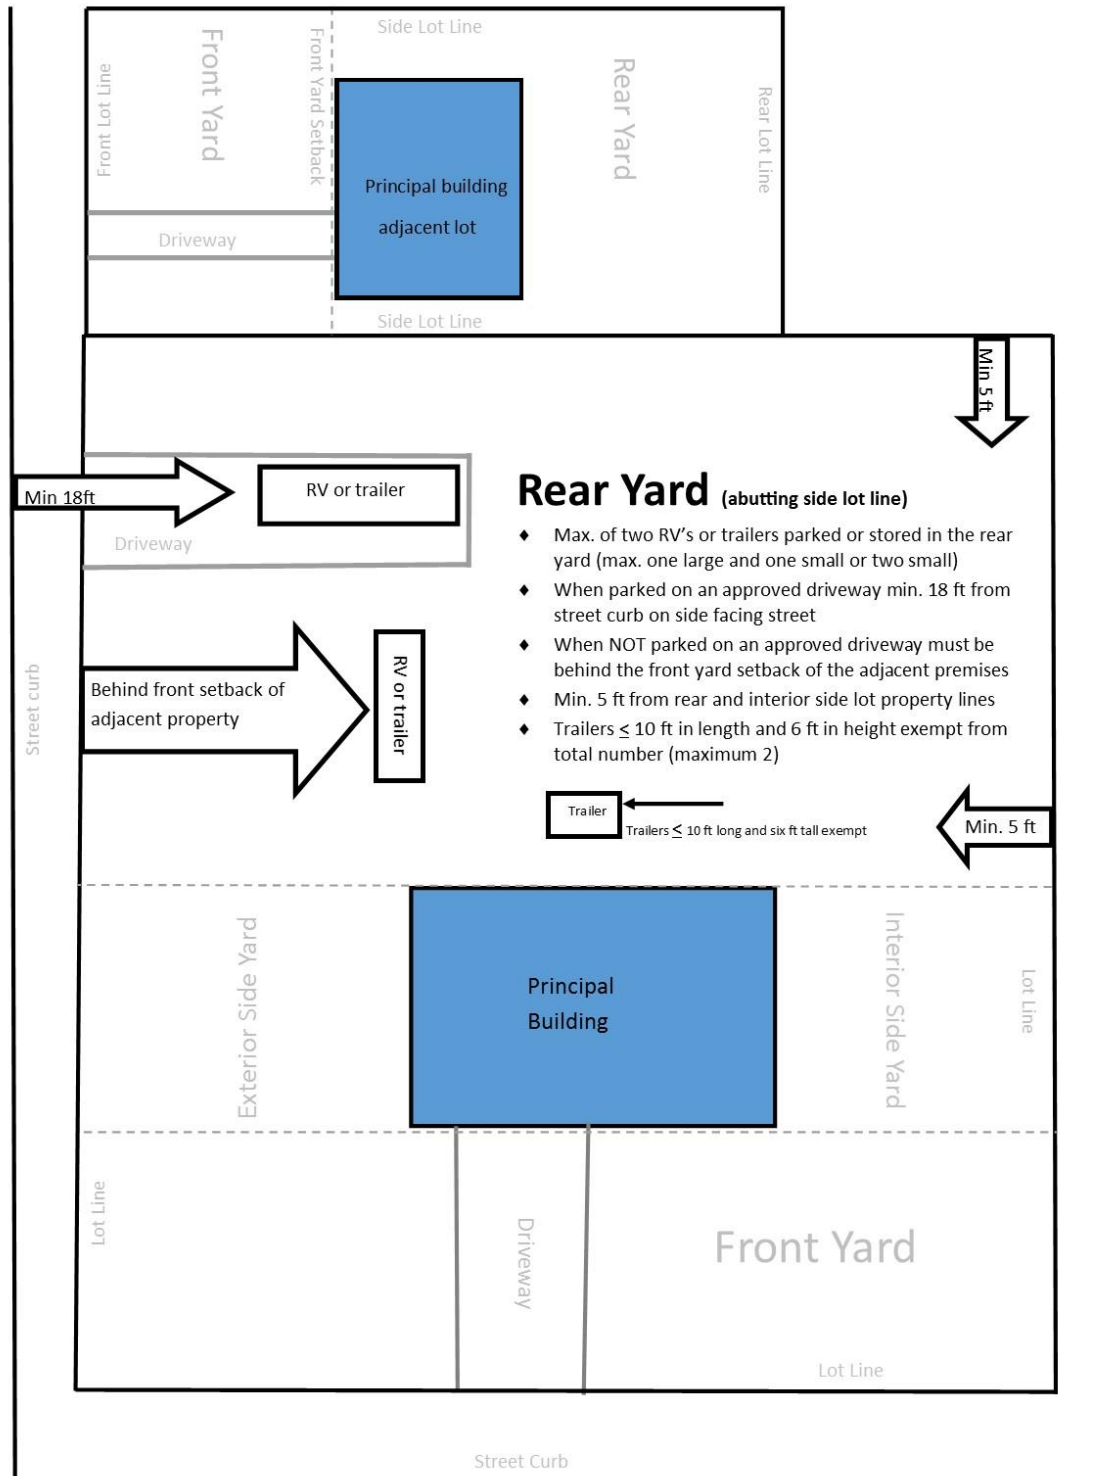 Side Lot Line
Front Lot Line
Front Yard
Front Yard Setback
Rear Yard
Rear Lot Line
Principal building
adjacent lot
Driveway
Side Lot Line
Min 5 ft
Min 18ft
RV or trailer
Driveway
Rear Yard (abutting side lot line)
♦ Max. of two RV's or trailers parked or stored in the rear
yard (max. one large and one small or two small)
♦ When parked on an approved driveway min. 18 ft from
street curb on side facing street
♦ When NOT parked on an approved driveway must be
behind the front yard setback of the adjacent premises
♦ Min. 5 ft from rear and interior side lot property lines
♦ Trailers ≤ 10 ft in length and 6 ft in height exempt from
total number (maximum 2)
Street curb
Behind front setback of
adjacent property
RV or trailer
Trailer
Trailers ≤ 10 ft long and six ft tall exempt
Min. 5 ft
Exterior Side Yard
Principal
Building
Interior Side Yard
Lot Line
Lot Line
Driveway
Front Yard
Lot Line
Street Curb